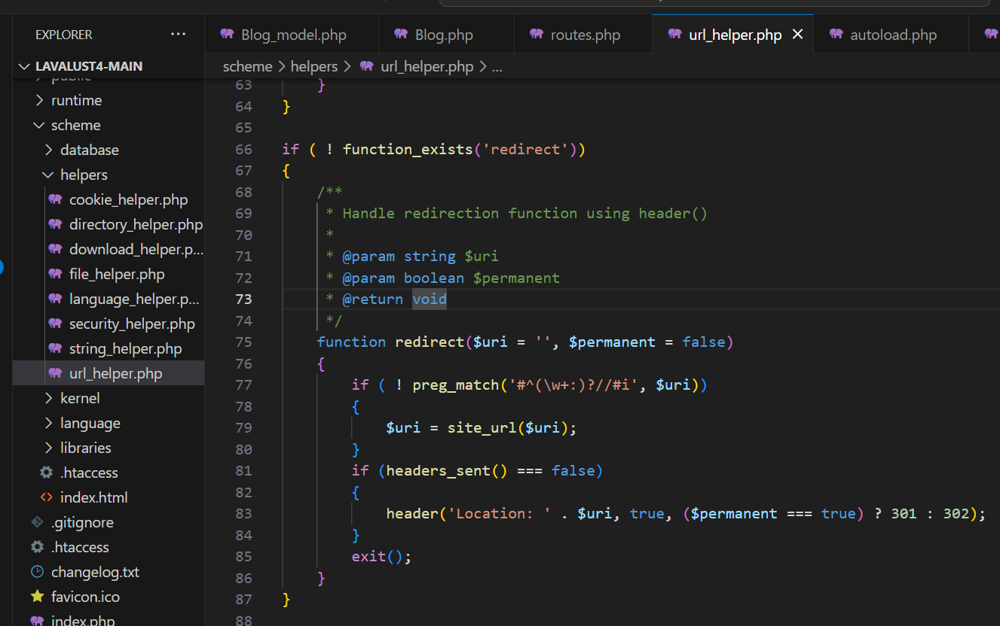 EXPLORER
Blog_model.php
Blog.php
routes.php
url_helper.php
autoload.php
LAVALUST4-MAIN
scheme > helpers > url_helper.php > ...
public
runtime
scheme
database
helpers
cookie_helper.php
directory_helper.php
download_helper.p...
file_helper.php
language_helper.p...
security_helper.php
string_helper.php
url_helper.php
kernel
language
libraries
.htaccess
index.html
.gitignore
.htaccess
changelog.txt
favicon.ico
index.php
63 }
64 }
65
66 if ( ! function_exists('redirect'))
67 {
68 /**
69 * Handle redirection function using header()
70 *
71 * @param string $uri
72 * @param boolean $permanent
73 * @return void
74 */
75 function redirect($uri = '', $permanent = false)
76 {
77 if ( ! preg_match('#^(\w+:)?//#i', $uri))
78 {
79 $uri = site_url($uri);
80 }
81 if (headers_sent() === false)
82 {
83 header('Location: ' . $uri, true, ($permanent === true) ? 301 : 302);
84 }
85 exit();
86 }
87 }
88